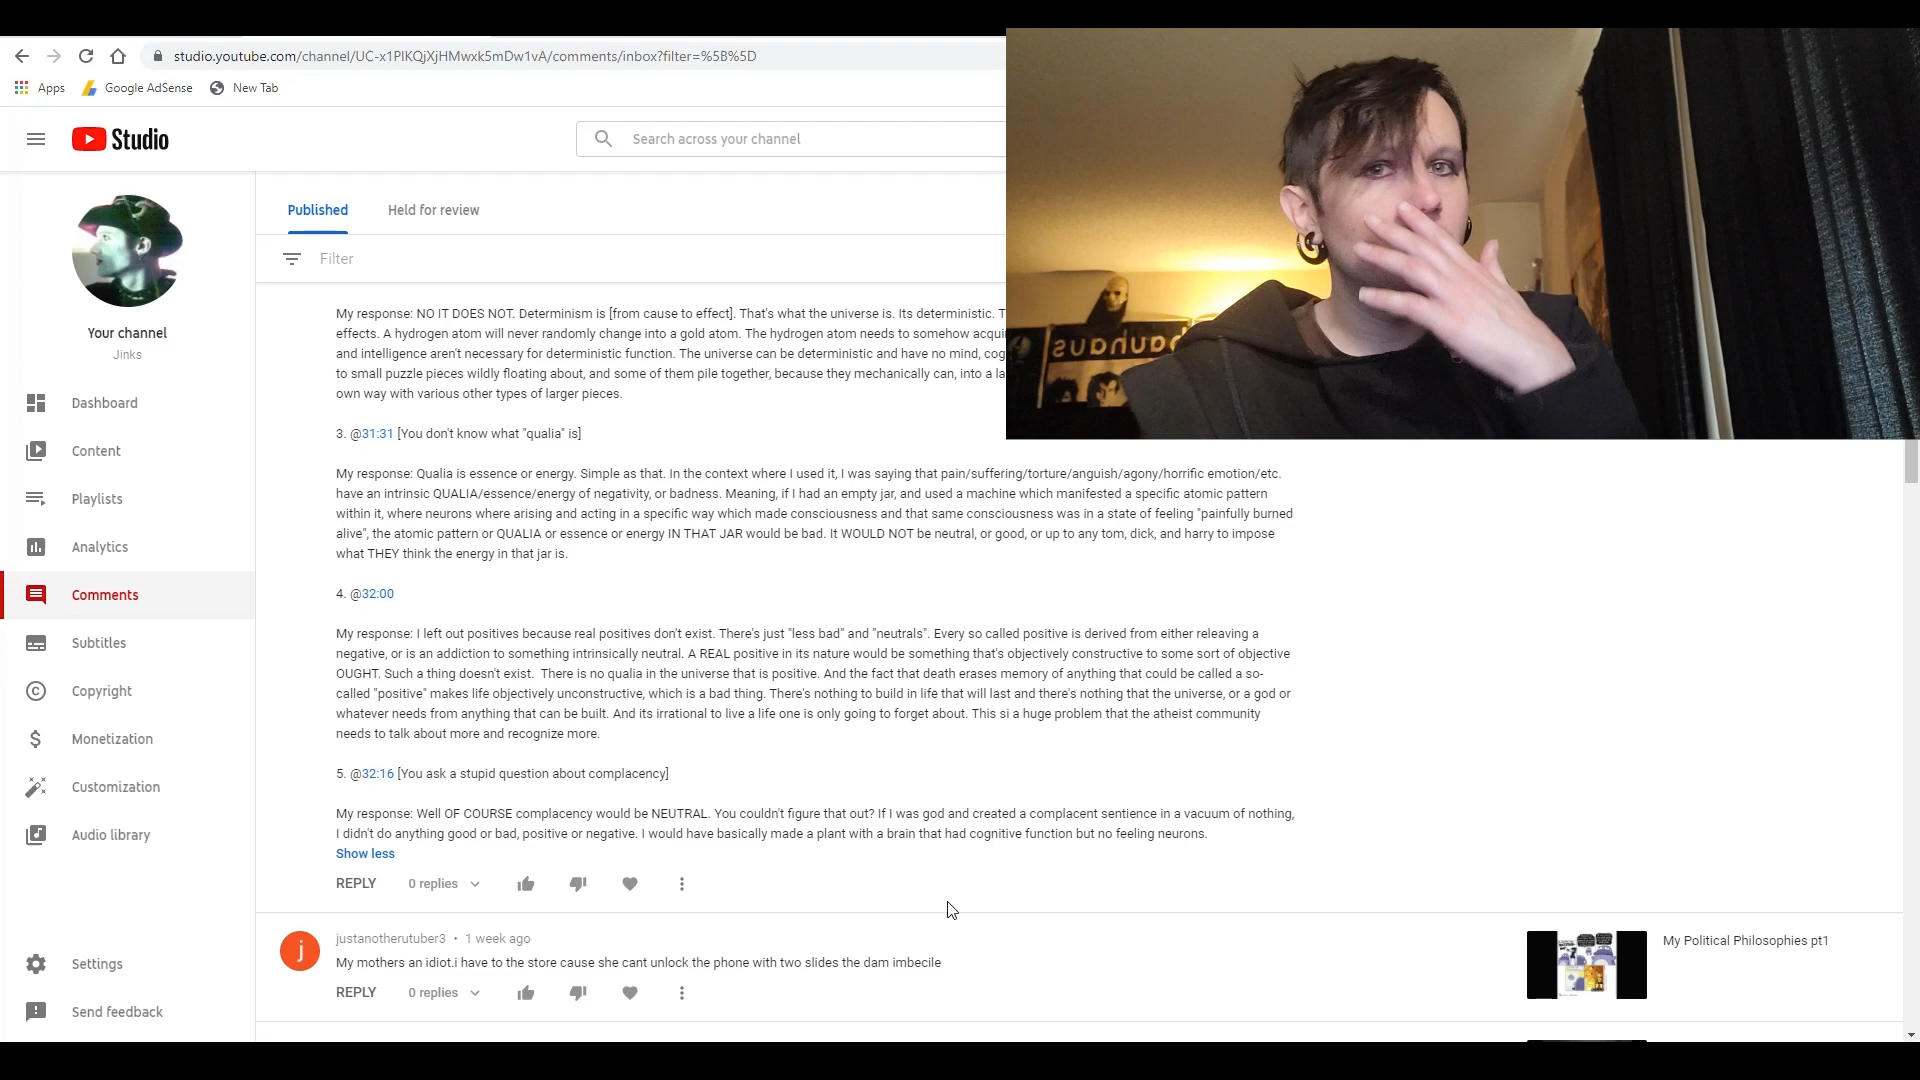 studio.youtube.com/channel/UC-x1PIKQjXjHMwxk5mDw1vA/comments/inbox?filter=%5B%5D
Apps Google AdSense New Tab
Studio
Search across your channel
Published Held for review
Filter
Your channel
Jinks
Dashboard
Content
Playlists
Analytics
Comments
Subtitles
Copyright
Monetization
Customization
Audio library
Settings
Send feedback
My response: NO IT DOES NOT. Determinism is [from cause to effect]. That's what the universe is. Its deterministic. T
effects. A hydrogen atom will never randomly change into a gold atom. The hydrogen atom needs to somehow acqui
and intelligence aren't necessary for deterministic function. The universe can be deterministic and have no mind, cog
to small puzzle pieces wildly floating about, and some of them pile together, because they mechanically can, into a la
own way with various other types of larger pieces.
3. @31:31 [You don't know what "qualia" is]
My response: Qualia is essence or energy. Simple as that. In the context where I used it, I was saying that pain/suffering/torture/anguish/agony/horrific emotion/etc.
have an intrinsic QUALIA/essence/energy of negativity, or badness. Meaning, if I had an empty jar, and used a machine which manifested a specific atomic pattern
within it, where neurons where arising and acting in a specific way which made consciousness and that same consciousness was in a state of feeling "painfully burned
alive", the atomic pattern or QUALIA or essence or energy IN THAT JAR would be bad. It WOULD NOT be neutral, or good, or up to any tom, dick, and harry to impose
what THEY think the energy in that jar is.
4. @32:00
My response: I left out positives because real positives don't exist. There's just "less bad" and "neutrals". Every so called positive is derived from either releaving a
negative, or is an addiction to something intrinsically neutral. A REAL positive in its nature would be something that's objectively constructive to some sort of objective
OUGHT. Such a thing doesn't exist.  There is no qualia in the universe that is positive. And the fact that death erases memory of anything that could be called a so-
called "positive" makes life objectively unconstructive, which is a bad thing. There's nothing to build in life that will last and there's nothing that the universe, or a god or
whatever needs from anything that can be built. And its irrational to live a life one is only going to forget about. This si a huge problem that the atheist community
needs to talk about more and recognize more.
5. @32:16 [You ask a stupid question about complacency]
My response: Well OF COURSE complacency would be NEUTRAL. You couldn't figure that out? If I was god and created a complacent sentience in a vacuum of nothing,
I didn't do anything good or bad, positive or negative. I would have basically made a plant with a brain that had cognitive function but no feeling neurons.
Show less
REPLY 0 replies
j
justanotherutuber3 • 1 week ago
My mothers an idiot.i have to the store cause she cant unlock the phone with two slides the dam imbecile
REPLY 0 replies
My Political Philosophies pt1
bauhaus